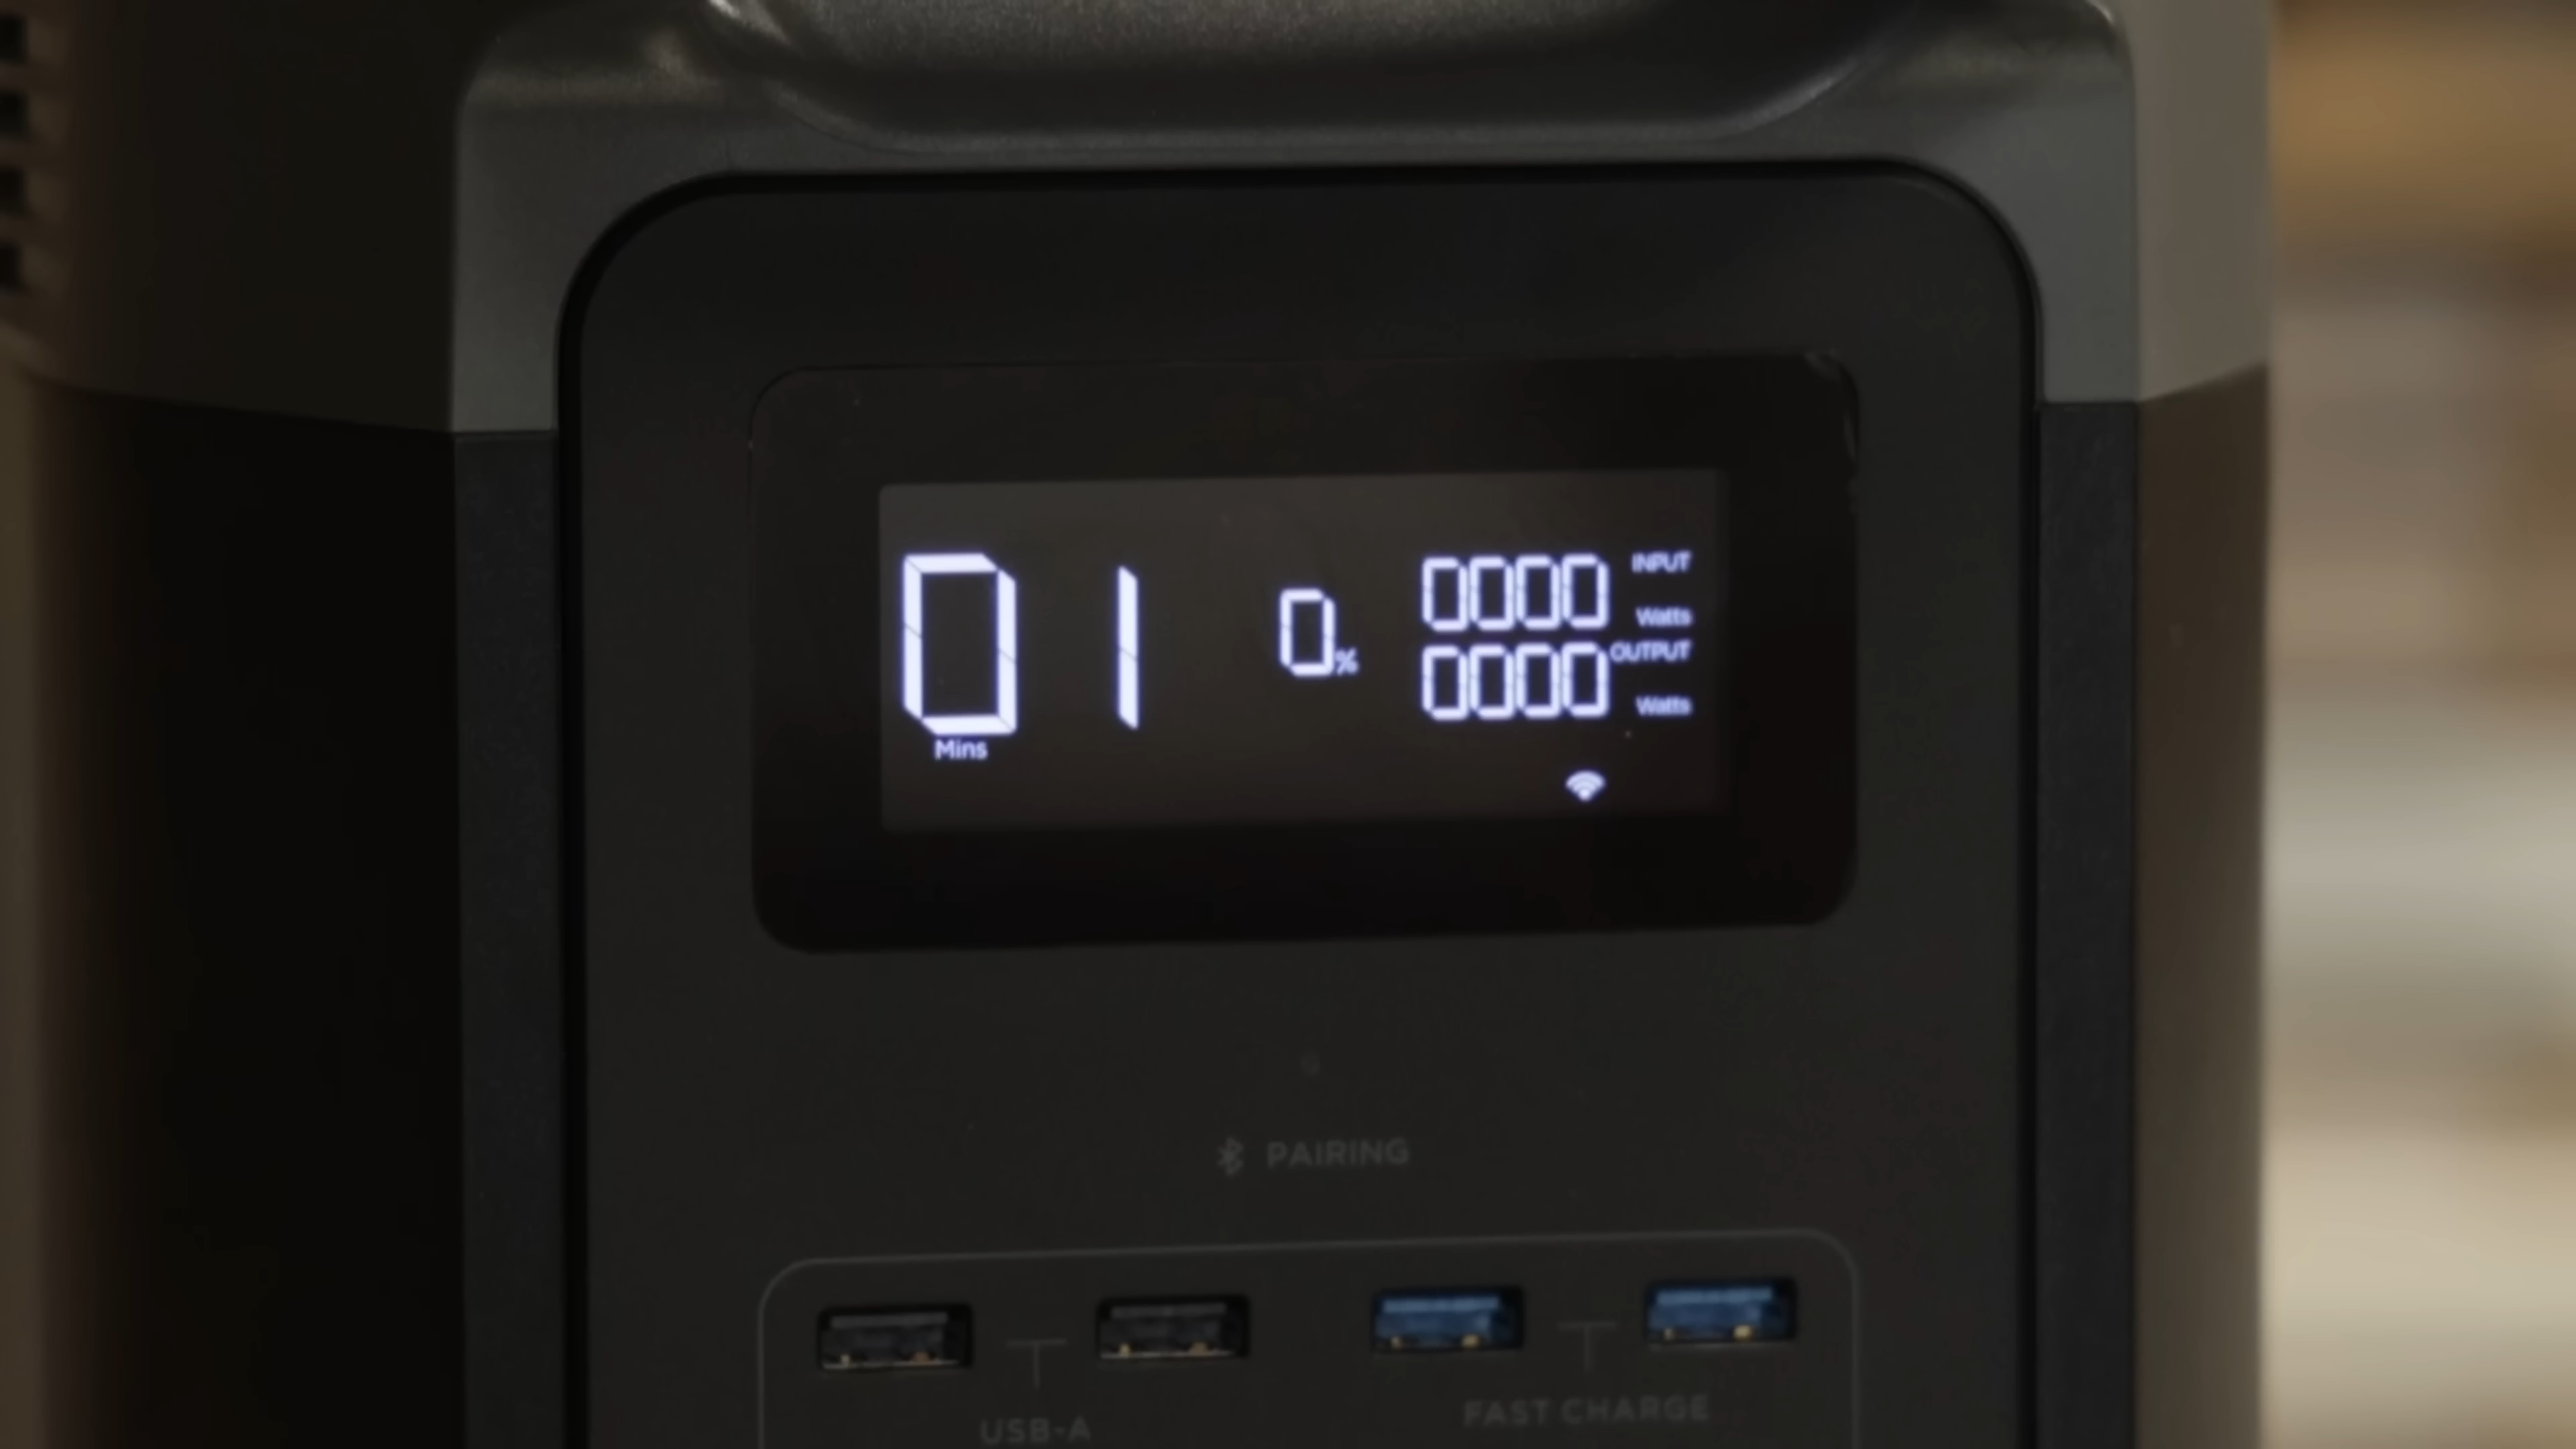 01 0% 0000 INPUT
Watts
0000 OUTPUT
Watts
Mins
PAIRING
USB-A
FAST CHARGE